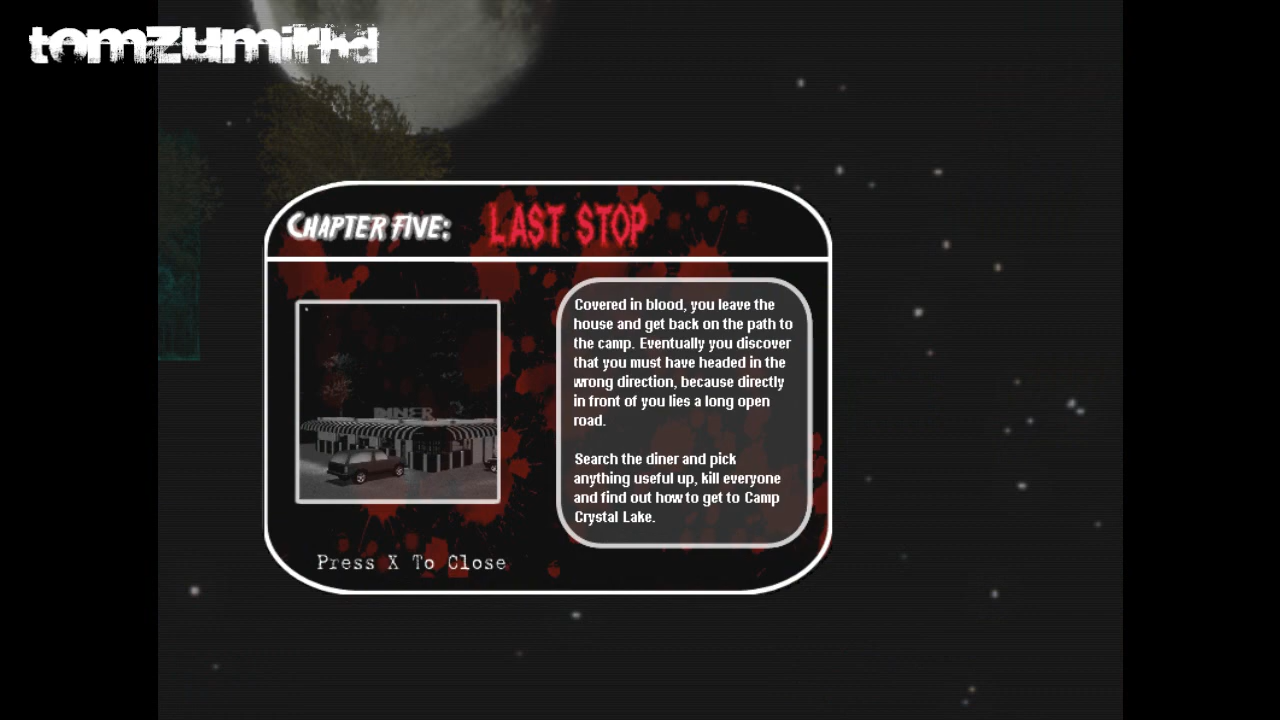 tomzumirhd
CHAPTER FIVE: LAST STOP
Covered in blood, you leave the
house and get back on the path to
the camp. Eventually you discover
that you must have headed in the
wrong direction, because directly
in front of you lies a long open
road.
Search the diner and pick
anything useful up, kill everyone
and find out how to get to Camp
Crystal Lake.
DINER
Press X To Close